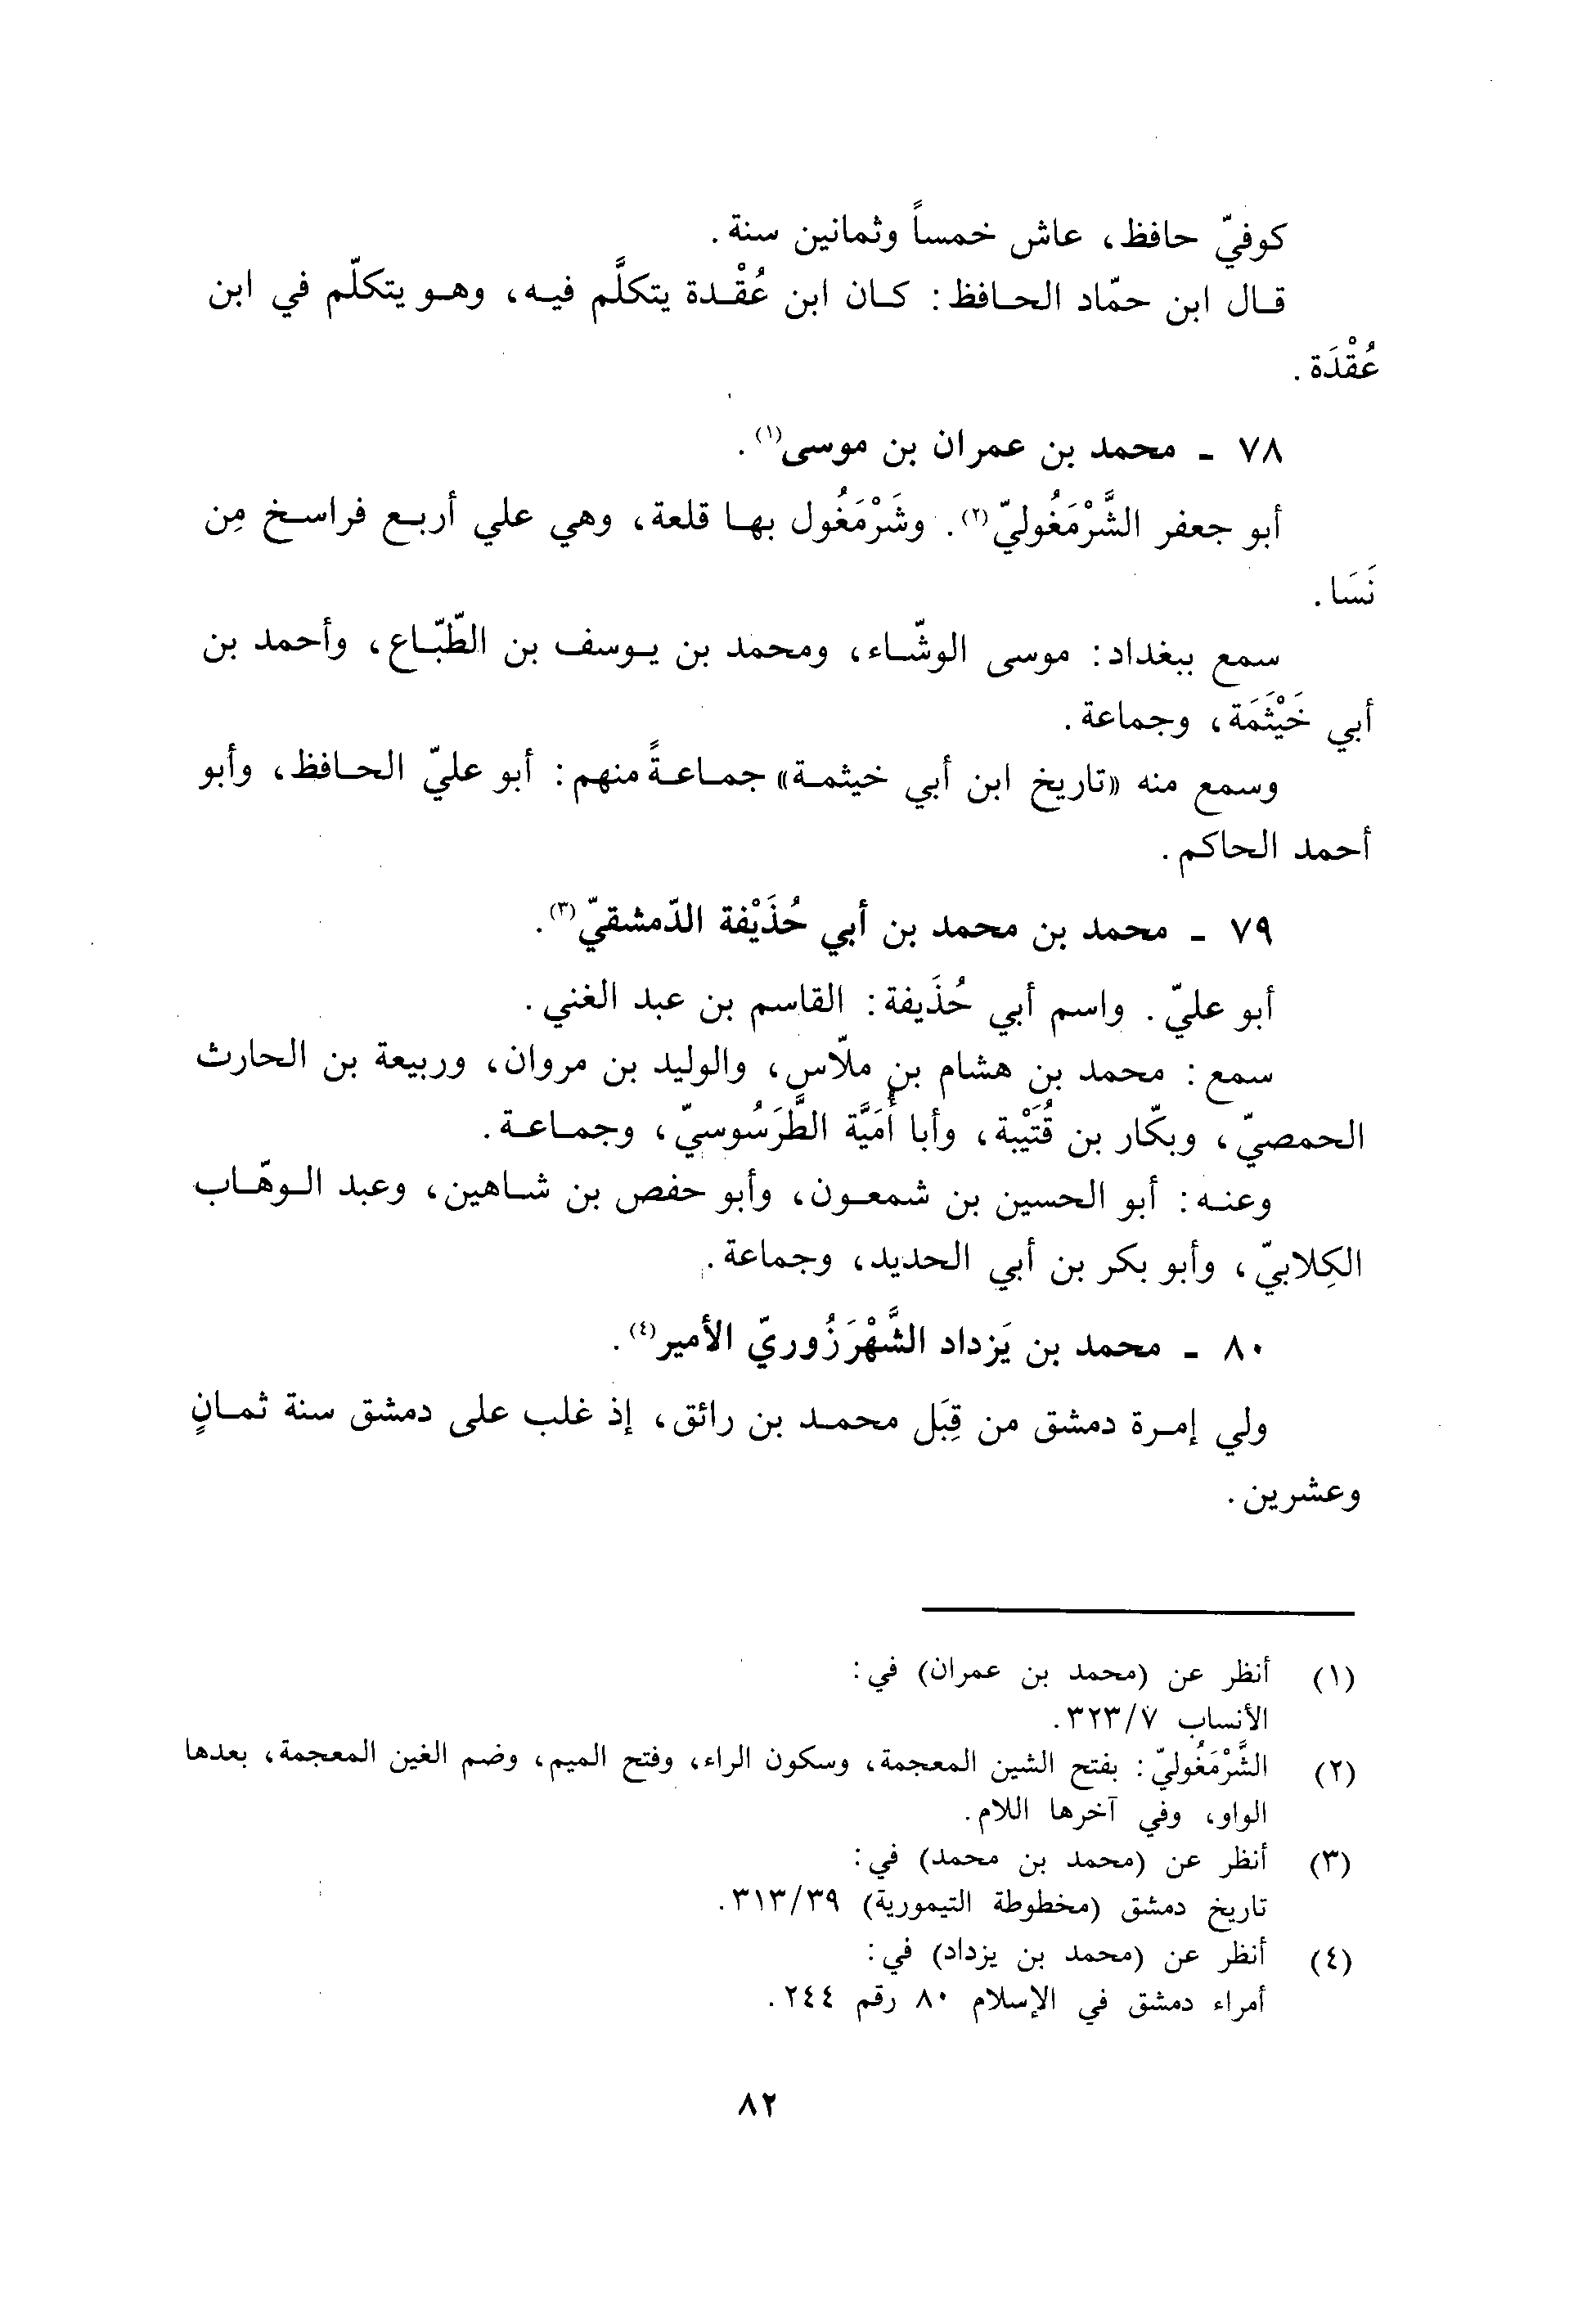 كوفيّ حافظ، عاش خمساً وثمانين سنة.
قال ابن حمّاد الحافظ: كان ابن عُقْدة يتكلَّم فيه، وهو يتكلّم في ابن
عُقْدَة.
٧٨ - محمد بن عمران بن موسى(١).
أبو جعفر الشَّرْمَغُوليّ(٢). وشَرْمَغُول بها قلعة، وهي علي أربع فراسخ مِن
نَسَا.
سمع ببغداد: موسى الوشّاء، ومحمد بن يوسف بن الطّبّاع، وأحمد بن
أبي خَيْثَمَة، وجماعة.
وسمع منه «تاريخ ابن أبي خيثمة» جماعةً منهم: أبو عليّ الحافظ، وأبو
أحمد الحاكم.
٧٩ - محمد بن محمد بن أبي حُذَيْفة الدّمشقيّ(٣).
أبو عليّ. واسم أبي حُذَيفة: القاسم بن عبد الغني.
سمع: محمد بن هشام بن ملّاس، والوليد بن مروان، وربيعة بن الحارث
الحمصيّ، وبكّار بن قُتَيْبة، وأبا أُمَيَّة الطَّرَسُوسيّ، وجماعة.
وعنه: أبو الحسين بن شمعون، وأبو حفص بن شاهين، وعبد الوهّاب
الكِلابيّ، وأبو بكر بن أبي الحديد، وجماعة.
٨٠ - محمد بن يَزداد الشَّهْرَزُوريّ الأمير(٤).
ولي إمرة دمشق من قِبَل محمد بن رائق، إذ غلب على دمشق سنة ثمانٍ
وعشرين.
(١) أنظر عن (محمد بن عمران) في:
الأنساب ٣٢٣/٧.
(٢) الشَّرْمَغُوليّ: بفتح الشين المعجمة، وسكون الراء، وفتح الميم، وضم الغين المعجمة، بعدها
الواو، وفي آخرها اللام.
(٣) أنظر عن (محمد بن محمد) في:
تاريخ دمشق (مخطوطة التيمورية) ٣١٣/٣٩.
(٤) أنظر عن (محمد بن يزداد) في:
أمراء دمشق في الإسلام ٨٠ رقم ٢٤٤.
٨٢